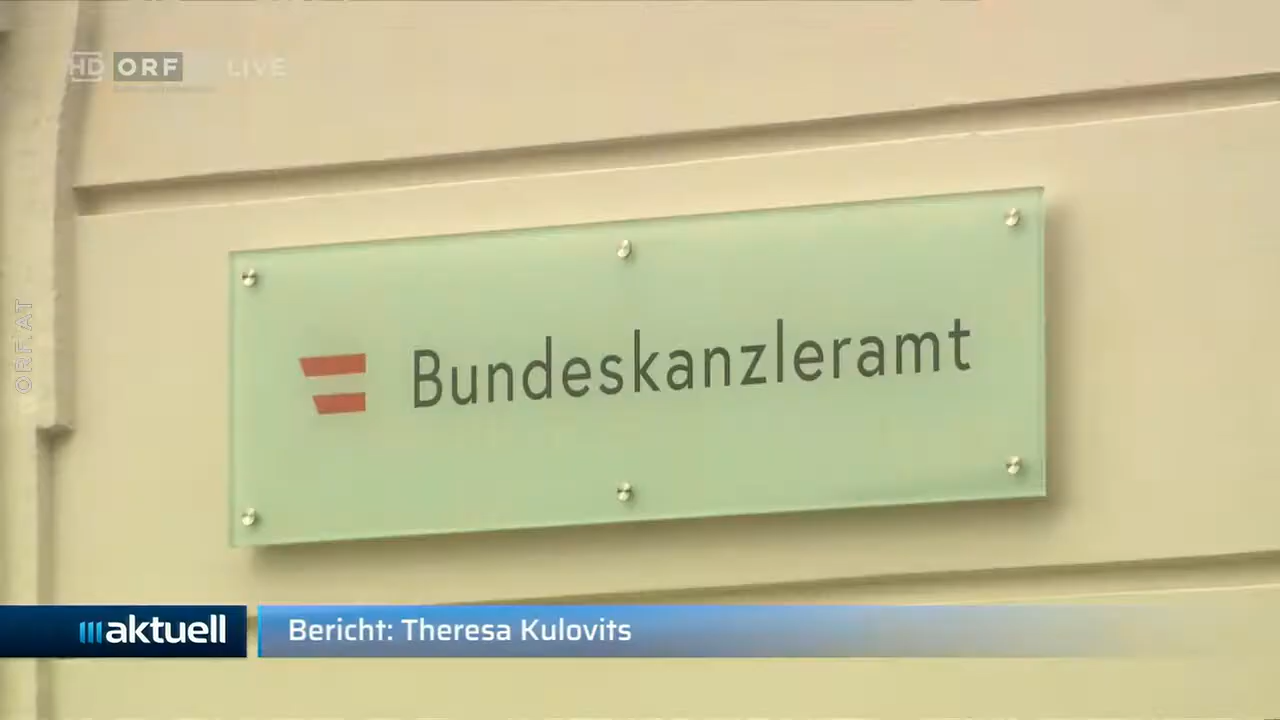 HD ORF LIVE
ORF.AT
Bundeskanzleramt
aktuell
Bericht: Theresa Kulovits